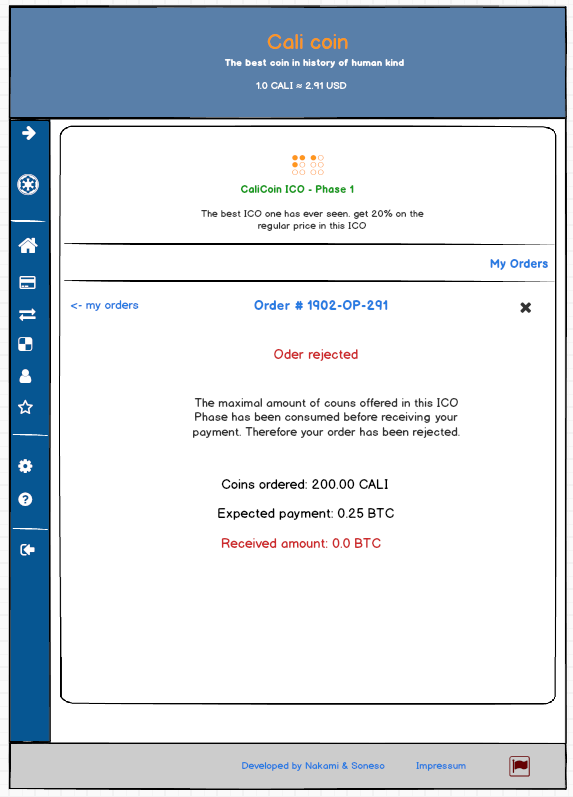 Cali coin
The best coin in history of human kind
1.0 CALI ≈ 2.91 USD
CaliCoin ICO - Phase 1
The best ICO one has ever seen. get 20% on the
regular price in this ICO
My Orders
<- my orders
Order # 1902-OP-291
Oder rejected
The maximal amount of couns offered in this ICO
Phase has been consumed before receiving your
payment. Therefore your order has been rejected.
Coins ordered: 200.00 CALI
Expected payment: 0.25 BTC
Received amount: 0.0 BTC
Developed by Nakami & Soneso
Impressum